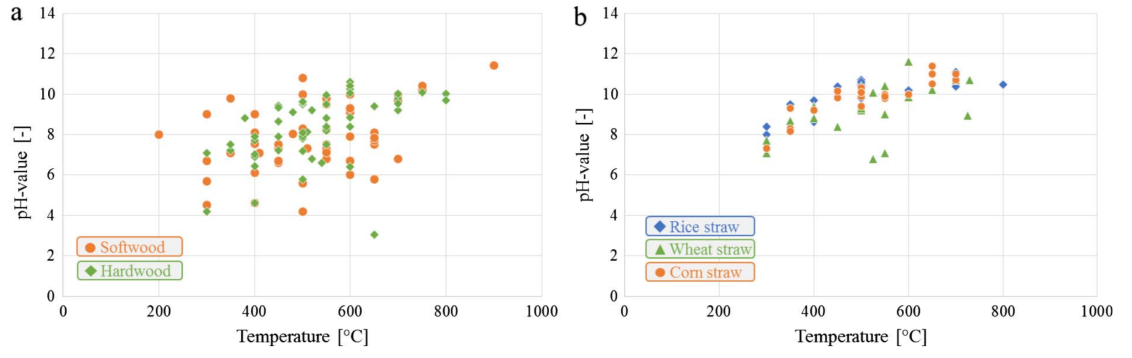 a
14
12
10
8
6
4
2
0
pH-value [-]
Softwood
Hardwood
0 200 400 600 800 1000
Temperature [°C]
b
14
12
10
8
6
4
2
0
pH-value [-]
Rice straw
Wheat straw
Corn straw
0 200 400 600 800 1000
Temperature [°C]